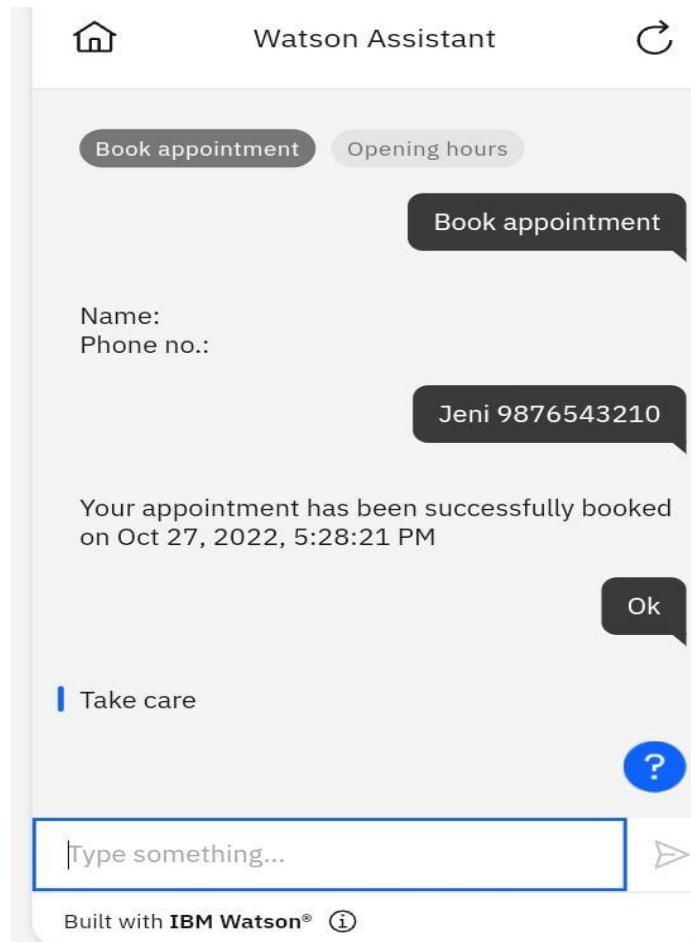 Watson Assistant
Book appointment Opening hours
Book appointment
Name:
Phone no.:
Jeni 9876543210
Your appointment has been successfully booked
on Oct 27, 2022, 5:28:21 PM
Ok
Take care
?
Type something...
Built with IBM Watson®